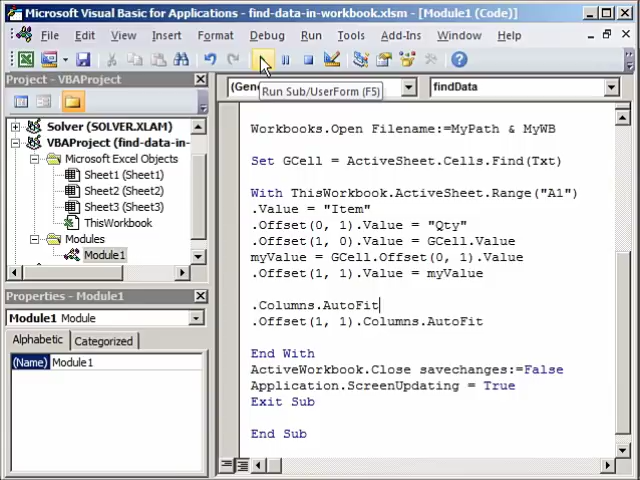 Microsoft Visual Basic for Applications - find-data-in-workbook.xlsm - [Module1 (Code)]
File Edit View Insert Format Debug Run Tools Add-Ins Window Help
Project - VBAProject
(Gen
findData
Run Sub/UserForm (F5)
Solver (SOLVER.XLAM)
VBAProject (find-data-in-
Microsoft Excel Objects
Sheet1 (Sheet1)
Sheet2 (Sheet2)
Sheet3 (Sheet3)
ThisWorkbook
Modules
Module1
Properties - Module1
Module1 Module
Alphabetic Categorized
(Name) Module1
Workbooks.Open Filename:=MyPath & MyWB
Set GCell = ActiveSheet.Cells.Find(Txt)
With ThisWorkbook.ActiveSheet.Range("A1")
.Value = "Item"
.Offset(0, 1).Value = "Qty"
.Offset(1, 0).Value = GCell.Value
myValue = GCell.Offset(0, 1).Value
.Offset(1, 1).Value = myValue
.Columns.AutoFit
.Offset(1, 1).Columns.AutoFit
End With
ActiveWorkbook.Close savechanges:=False
Application.ScreenUpdating = True
Exit Sub
End Sub